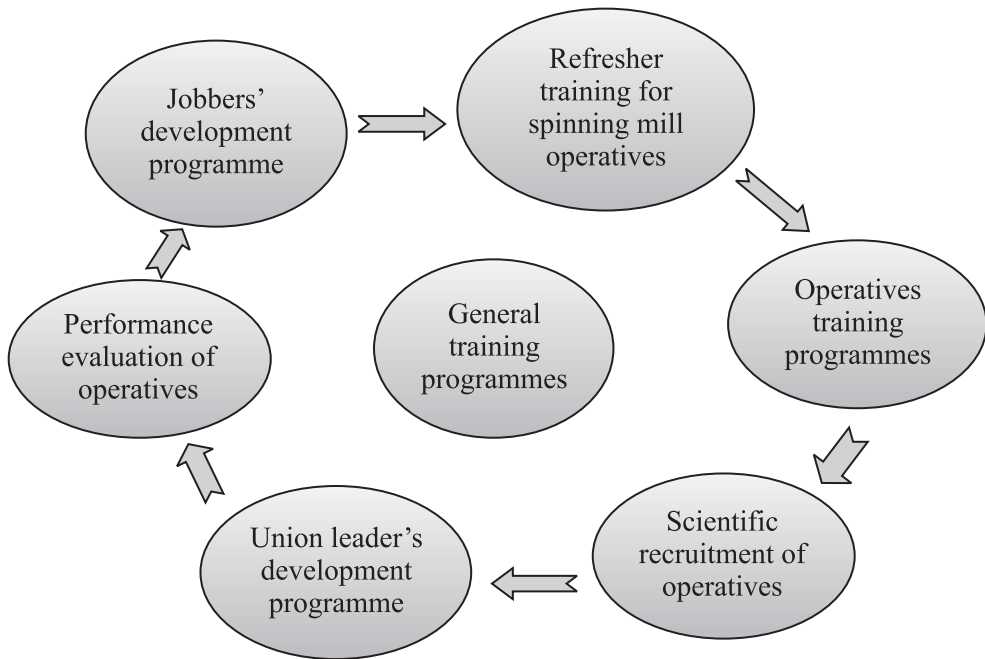 Jobbers’
development
programme
Refresher
training for
spinning mill
operatives
Operatives
training
programmes
Scientific
recruitment of
operatives
Union leader’s
development
programme
Performance
evaluation of
operatives
General
training
programmes